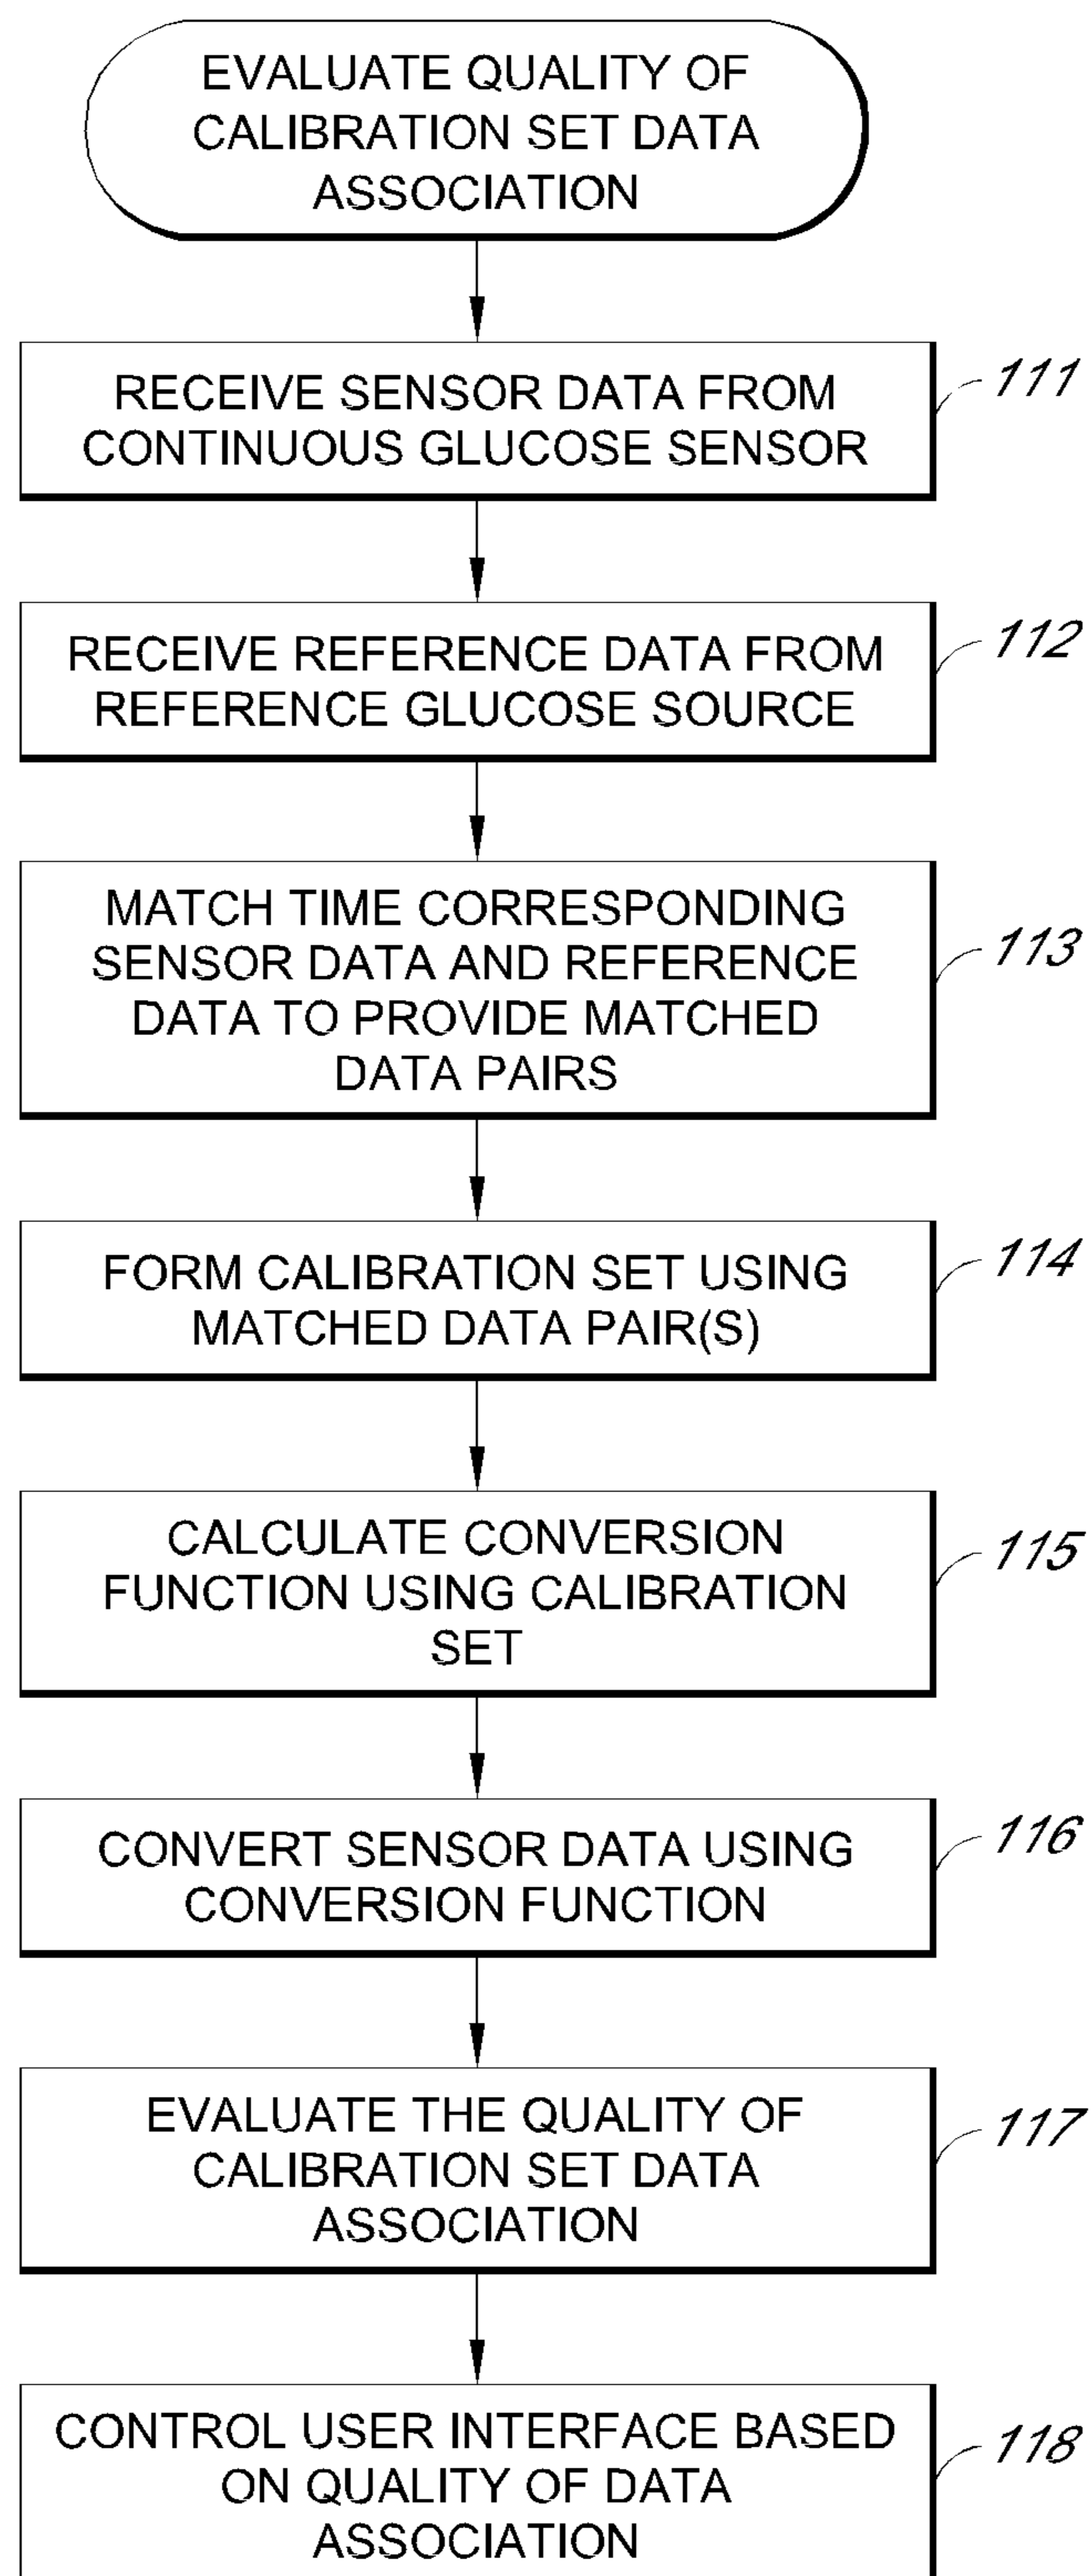 EVALUATE QUALITY OF
CALIBRATION SET DATA
ASSOCIATION
RECEIVE SENSOR DATA FROM
CONTINUOUS GLUCOSE SENSOR
111
RECEIVE REFERENCE DATA FROM
REFERENCE GLUCOSE SOURCE
112
MATCH TIME CORRESPONDING
SENSOR DATA AND REFERENCE
DATA TO PROVIDE MATCHED
DATA PAIRS
113
FORM CALIBRATION SET USING
MATCHED DATA PAIR(S)
114
CALCULATE CONVERSION
FUNCTION USING CALIBRATION
SET
115
CONVERT SENSOR DATA USING
CONVERSION FUNCTION
116
EVALUATE THE QUALITY OF
CALIBRATION SET DATA
ASSOCIATION
117
CONTROL USER INTERFACE BASED
ON QUALITY OF DATA
ASSOCIATION
118